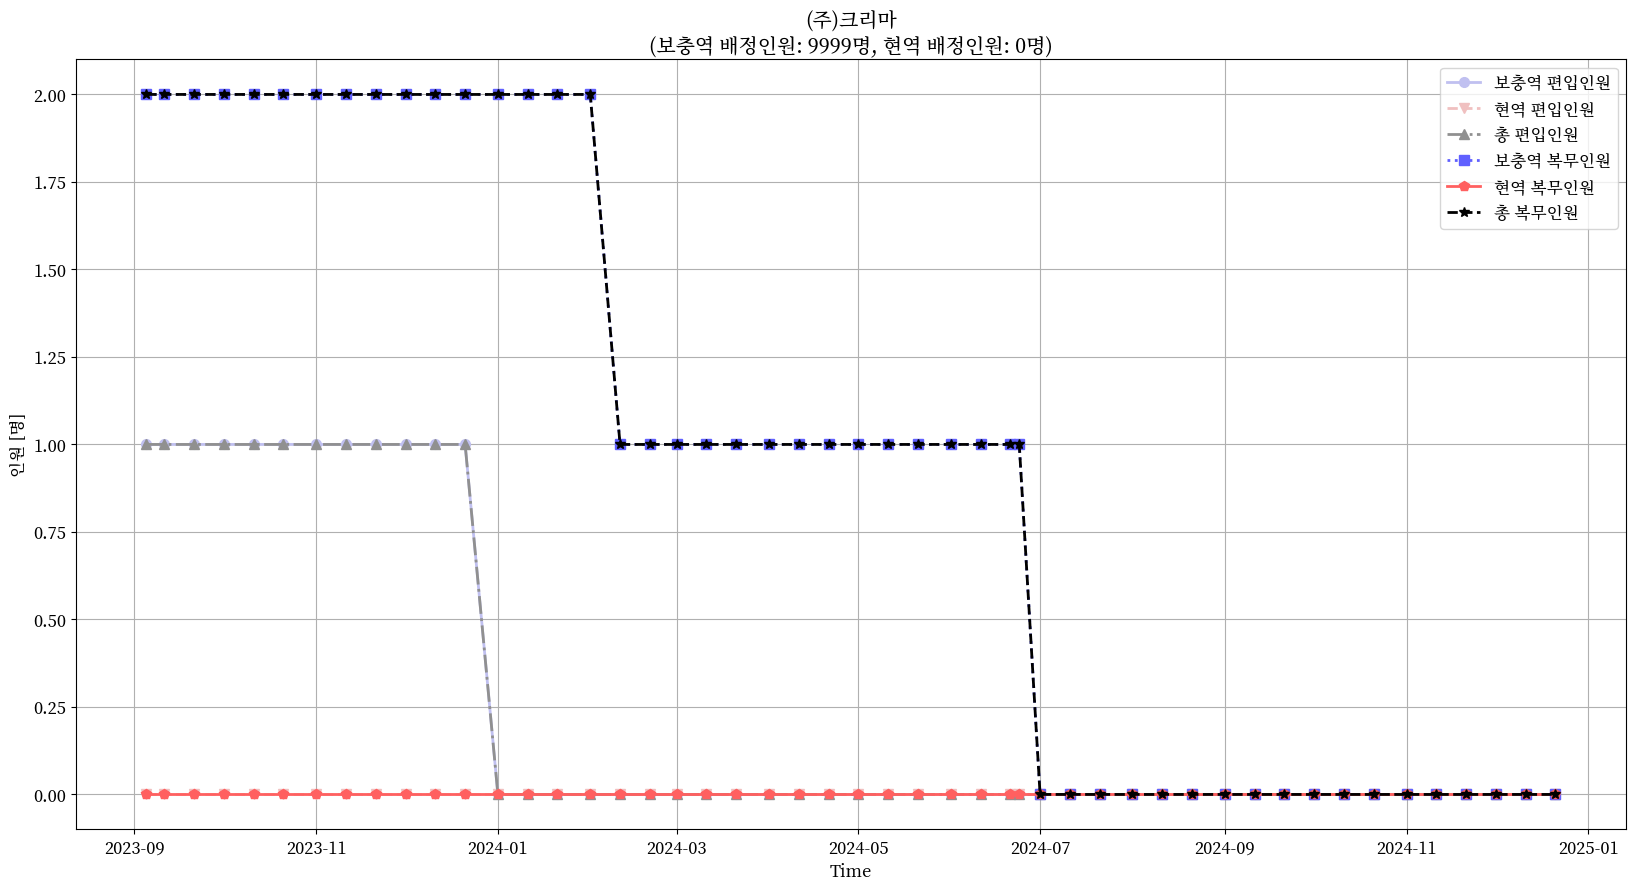 (주)크리마
(보충역 배정인원: 9999명, 현역 배정인원: 0명)
보충역 편입인원
현역 편입인원
총 편입인원
보충역 복무인원
현역 복무인원
총 복무인원
인원 [명]
2.00
1.75
1.50
1.25
1.00
0.75
0.50
0.25
0.00
2023-09 2023-11 2024-01 2024-03 2024-05 2024-07 2024-09 2024-11 2025-01
Time